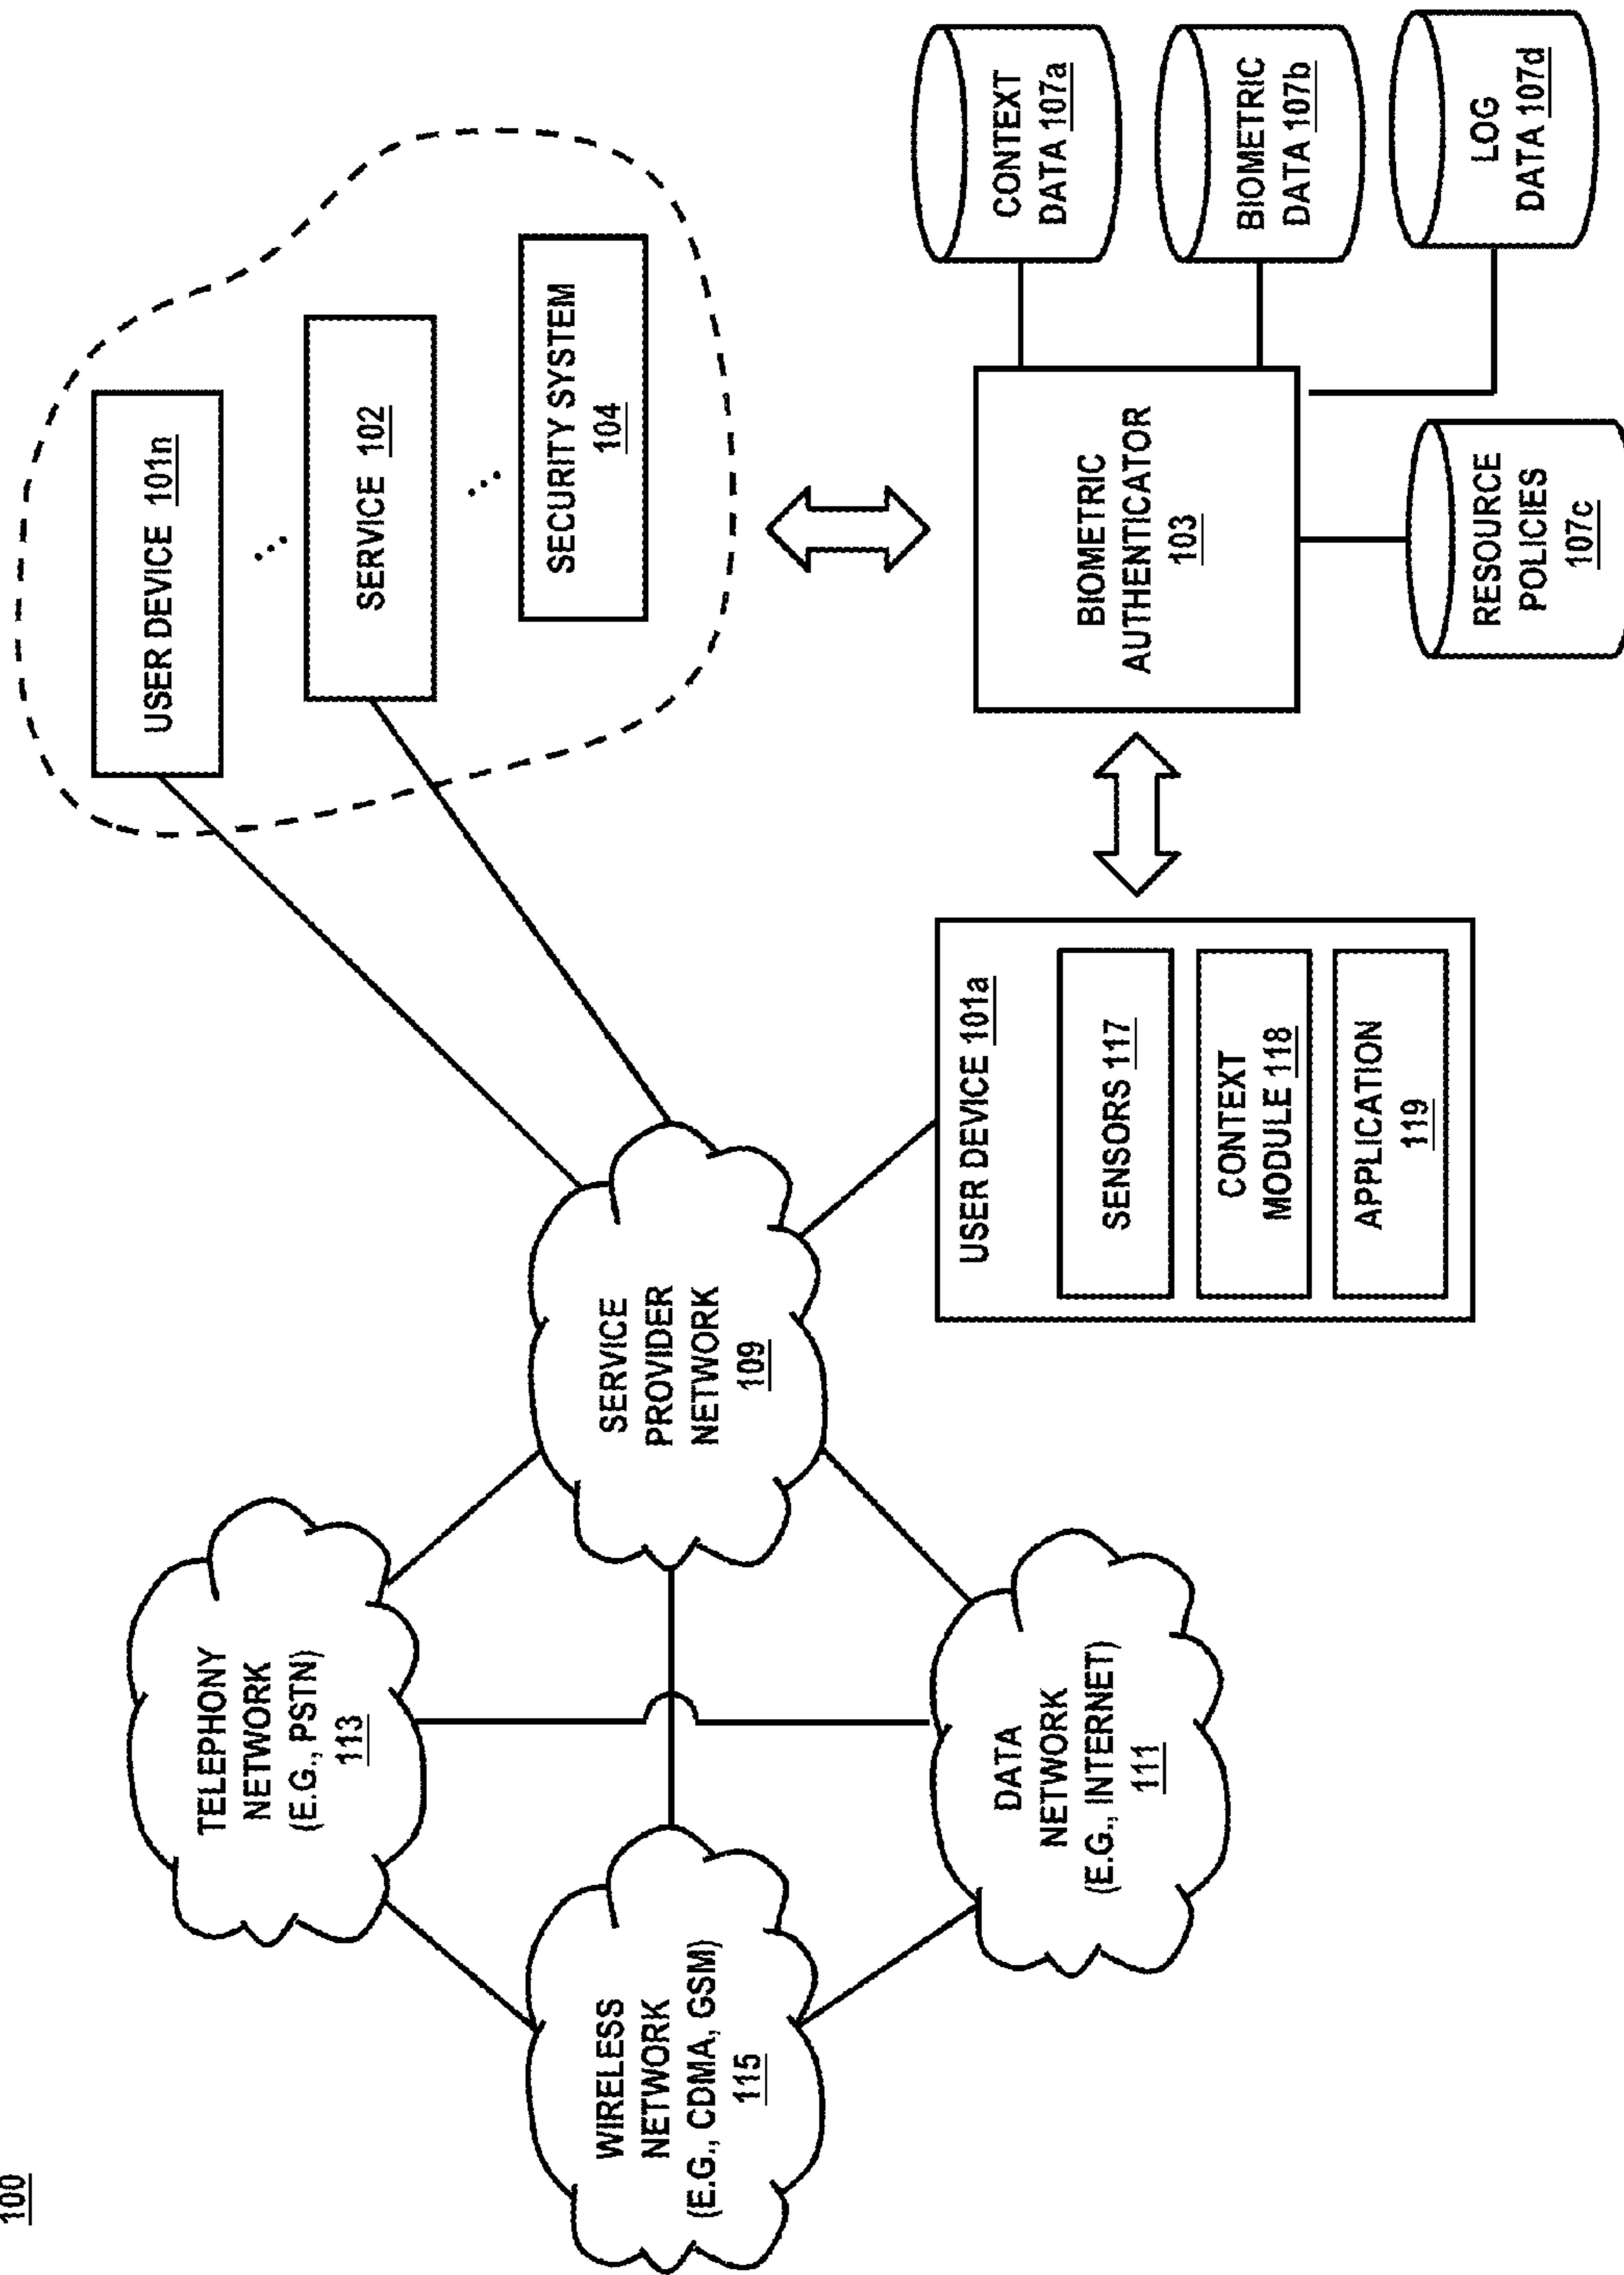 100
TELEPHONY
NETWORK
(E.G., PSTN)
113
WIRELESS
NETWORK
(E.G., CDMA, GSM)
115
SERVICE
PROVIDER
NETWORK
109
DATA
NETWORK
(E.G., INTERNET)
111
USER DEVICE 101n
...
SERVICE 102
...
SECURITY SYSTEM
104
USER DEVICE 101a
SENSORS 117
CONTEXT
MODULE 118
APPLICATION
119
BIOMETRIC
AUTHENTICATOR
103
CONTEXT
DATA 107a
BIOMETRIC
DATA 107b
LOG
DATA 107d
RESOURCE
POLICIES
107c